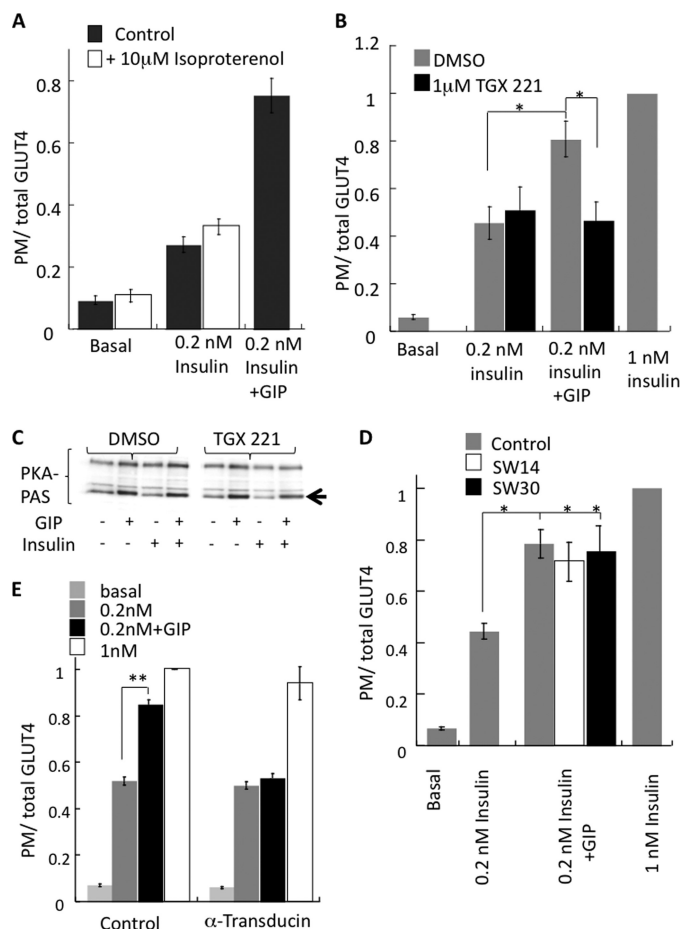 A
Control
+ 10μM Isoproterenol
PM/ total GLUT4
0.8
0.6
0.4
0.2
0
Basal
0.2 nM
Insulin
0.2 nM
Insulin
+GIP
B
DMSO
1μM TGX 221
PM/ total GLUT4
1.2
1
0.8
0.6
0.4
0.2
0
*
*
Basal
0.2 nM
insulin
0.2 nM
insulin
+GIP
1 nM
insulin
C
DMSO
TGX 221
PKA-
PAS
GIP - + - + - + - +
Insulin - - + + - - + +
D
Control
SW14
SW30
PM/ total GLUT4
1
0.8
0.6
0.4
0.2
0
* * *
Basal
0.2 nM Insulin
0.2 nM Insulin
+GIP
1 nM Insulin
E
basal
0.2nM
0.2nM+GIP
1nM
PM/ total GLUT4
1
0.8
0.6
0.4
0.2
0
**
Control
α-Transducin